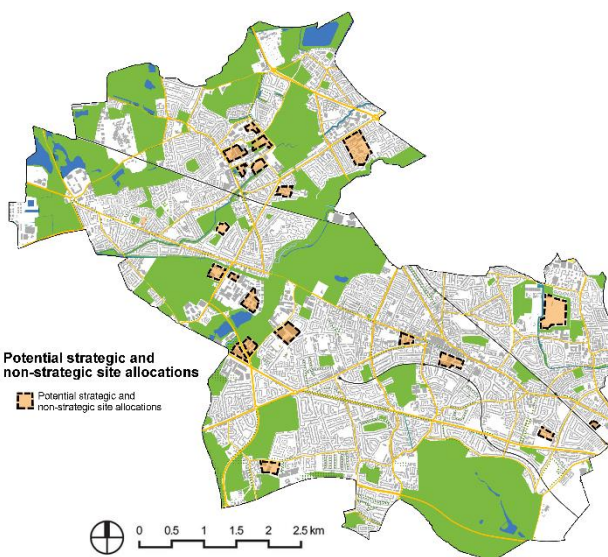 Potential strategic and
non-strategic site allocations
Potential strategic and
non-strategic site allocations
0 0.5 1 1.5 2 2.5 km